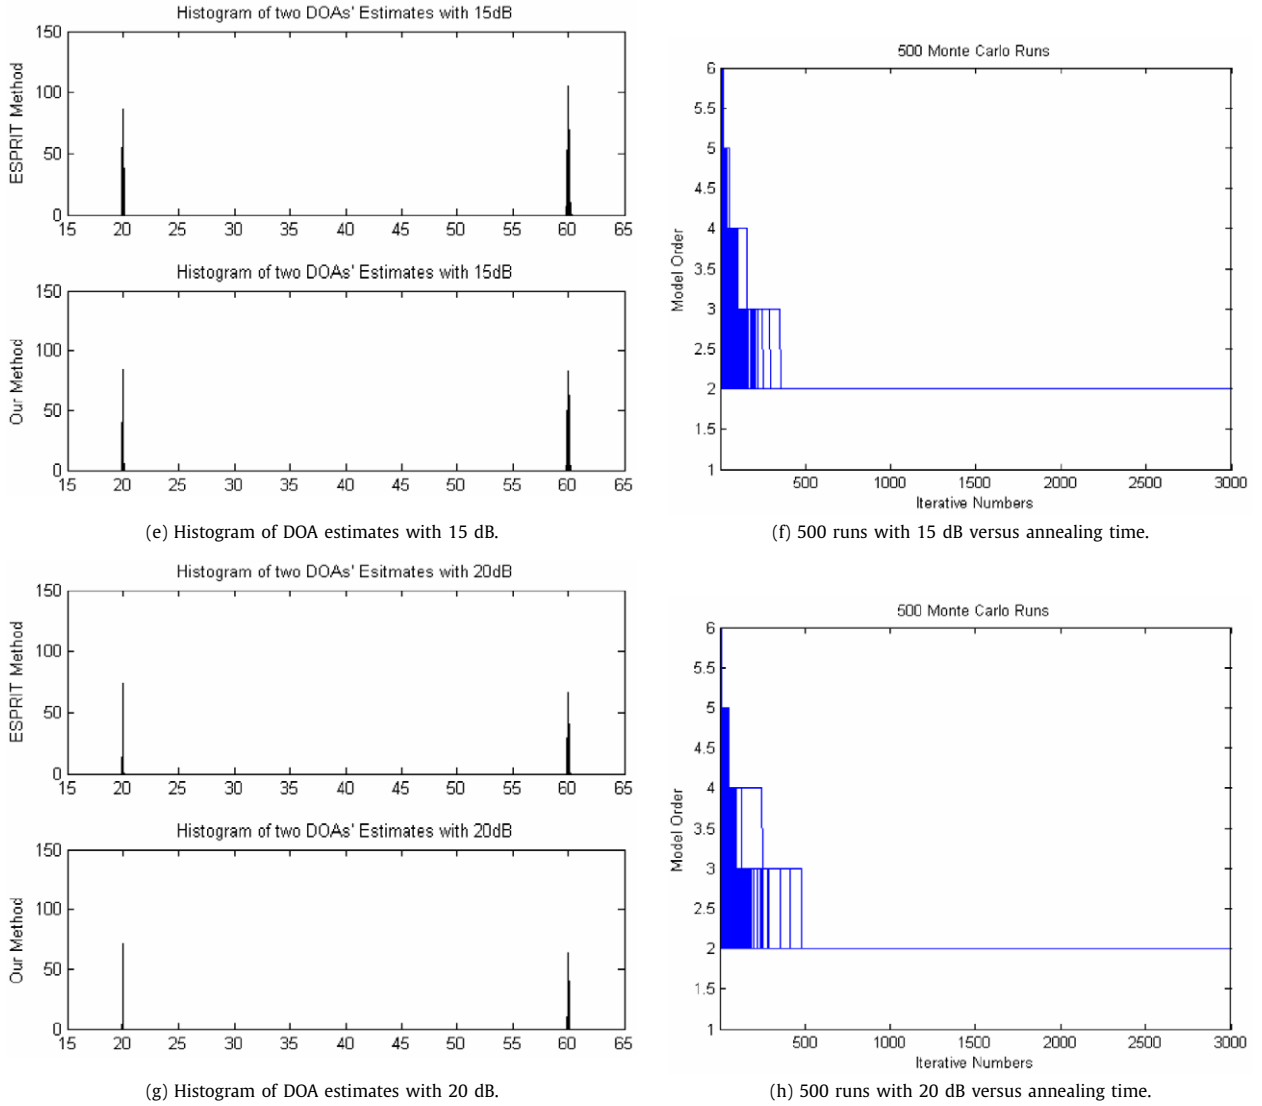 Histogram of two DOAs' Estimates with 15dB
ESPRIT Method
150
100
50
0
15 20 25 30 35 40 45 50 55 60 65
Histogram of two DOAs' Estimates with 15dB
Our Method
150
100
50
0
15 20 25 30 35 40 45 50 55 60 65
(e) Histogram of DOA estimates with 15 dB.
500 Monte Carlo Runs
Model Order
6
5.5
5
4.5
4
3.5
3
2.5
2
1.5
1
500 1000 1500 2000 2500 3000
Iterative Numbers
(f) 500 runs with 15 dB versus annealing time.
Histogram of two DOAs' Esitmates with 20dB
ESPRIT Method
150
100
50
0
15 20 25 30 35 40 45 50 55 60 65
Histogram of two DOAs' Estimates with 20dB
Our Method
150
100
50
0
15 20 25 30 35 40 45 50 55 60 65
(g) Histogram of DOA estimates with 20 dB.
500 Monte Carlo Runs
Model Order
6
5.5
5
4.5
4
3.5
3
2.5
2
1.5
1
500 1000 1500 2000 2500 3000
Iterative Numbers
(h) 500 runs with 20 dB versus annealing time.